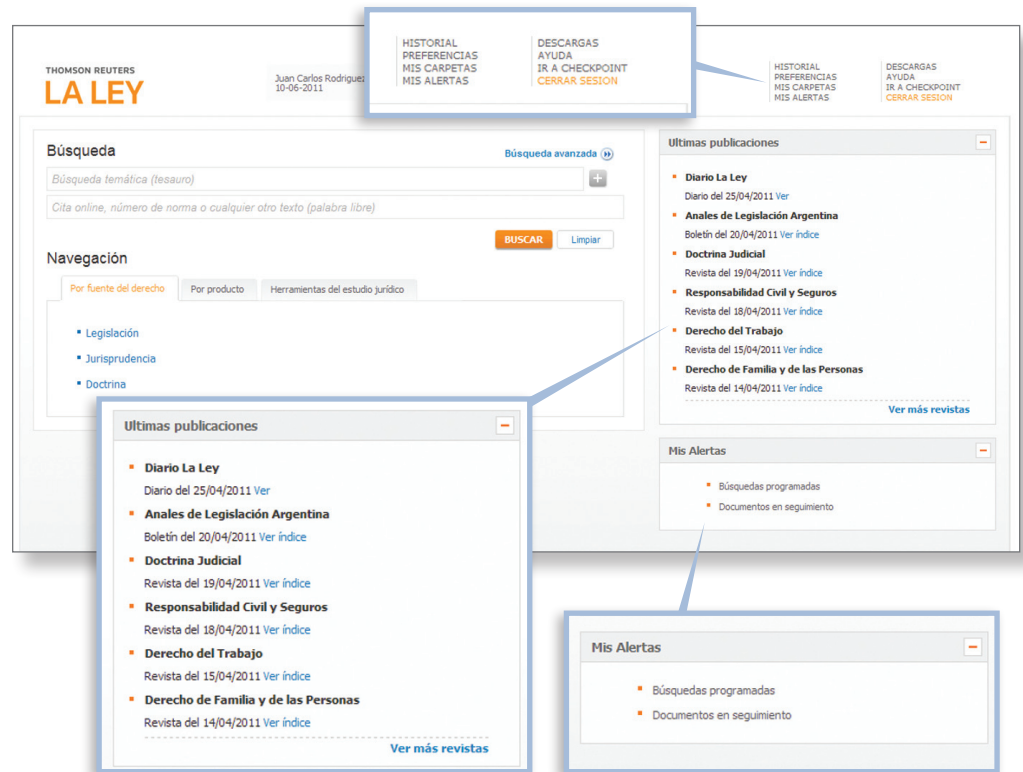 THOMSON REUTERS
LA LEY
Juan Carlos Rodriguez
10-06-2011
HISTORIAL
PREFERENCIAS
MIS CARPETAS
MIS ALERTAS
DESCARGAS
AYUDA
IR A CHECKPOINT
CERRAR SESION
HISTORIAL
PREFERENCIAS
MIS CARPETAS
MIS ALERTAS
DESCARGAS
AYUDA
IR A CHECKPOINT
CERRAR SESION
Búsqueda
Búsqueda avanzada
Búsqueda temática (tesauro)
+
Cita online, número de norma o cualquier otro texto (palabra libre)
BUSCAR Limpiar
Navegación
Por fuente del derecho Por producto Herramientas del estudio jurídico
Legislación
Jurisprudencia
Doctrina
Ultimas publicaciones
Diario La Ley
Diario del 25/04/2011 Ver
Anales de Legislación Argentina
Boletín del 20/04/2011 Ver índice
Doctrina Judicial
Revista del 19/04/2011 Ver índice
Responsabilidad Civil y Seguros
Revista del 18/04/2011 Ver índice
Derecho del Trabajo
Revista del 15/04/2011 Ver índice
Derecho de Familia y de las Personas
Revista del 14/04/2011 Ver índice
Ver más revistas
Mis Alertas
Búsquedas programadas
Documentos en seguimiento
Ultimas publicaciones
Diario La Ley
Diario del 25/04/2011 Ver
Anales de Legislación Argentina
Boletín del 20/04/2011 Ver índice
Doctrina Judicial
Revista del 19/04/2011 Ver índice
Responsabilidad Civil y Seguros
Revista del 18/04/2011 Ver índice
Derecho del Trabajo
Revista del 15/04/2011 Ver índice
Derecho de Familia y de las Personas
Revista del 14/04/2011 Ver índice
Ver más revistas
Mis Alertas
Búsquedas programadas
Documentos en seguimiento